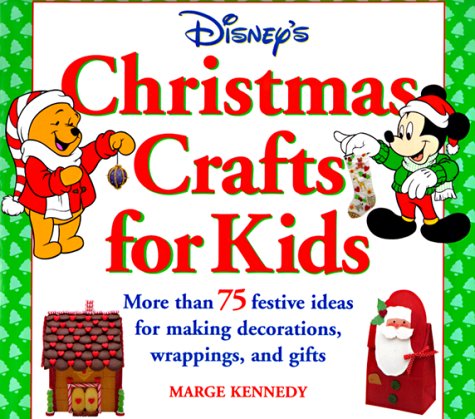 DISNEY'S
Christmas
Crafts
for Kids
More than 75 festive ideas
for making decorations,
wrappings, and gifts
MARGE KENNEDY